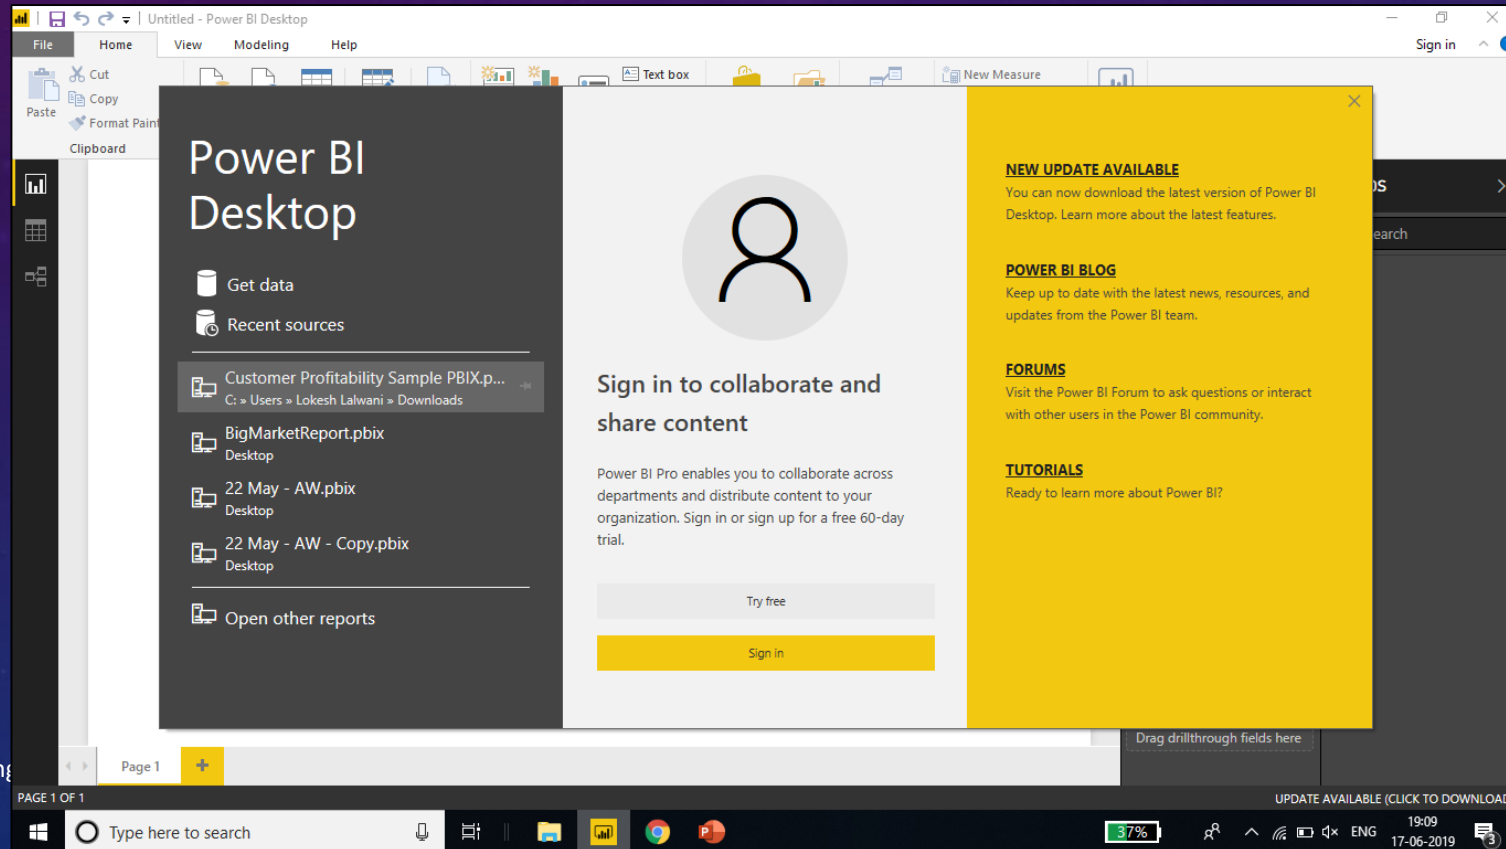 Untitled - Power BI Desktop
File Home View Modeling Help Sign in
Cut
Copy
Paste
Format Paint
Clipboard
Text box
New Measure
Power BI
Desktop
Get data
Recent sources
Customer Profitability Sample PBIX.p...
C: » Users » Lokesh Lalwani » Downloads
BigMarketReport.pbix
Desktop
22 May - AW.pbix
Desktop
22 May - AW - Copy.pbix
Desktop
Open other reports
Sign in to collaborate and
share content
Power BI Pro enables you to collaborate across
departments and distribute content to your
organization. Sign in or sign up for a free 60-day
trial.
Try free
Sign in
NEW UPDATE AVAILABLE
You can now download the latest version of Power BI
Desktop. Learn more about the latest features.
POWER BI BLOG
Keep up to date with the latest news, resources, and
updates from the Power BI team.
FORUMS
Visit the Power BI Forum to ask questions or interact
with other users in the Power BI community.
TUTORIALS
Ready to learn more about Power BI?
earch
Drag drillthrough fields here
Page 1
PAGE 1 OF 1
UPDATE AVAILABLE (CLICK TO DOWNLOAD
Type here to search
37%
ENG
19:09
17-06-2019
3